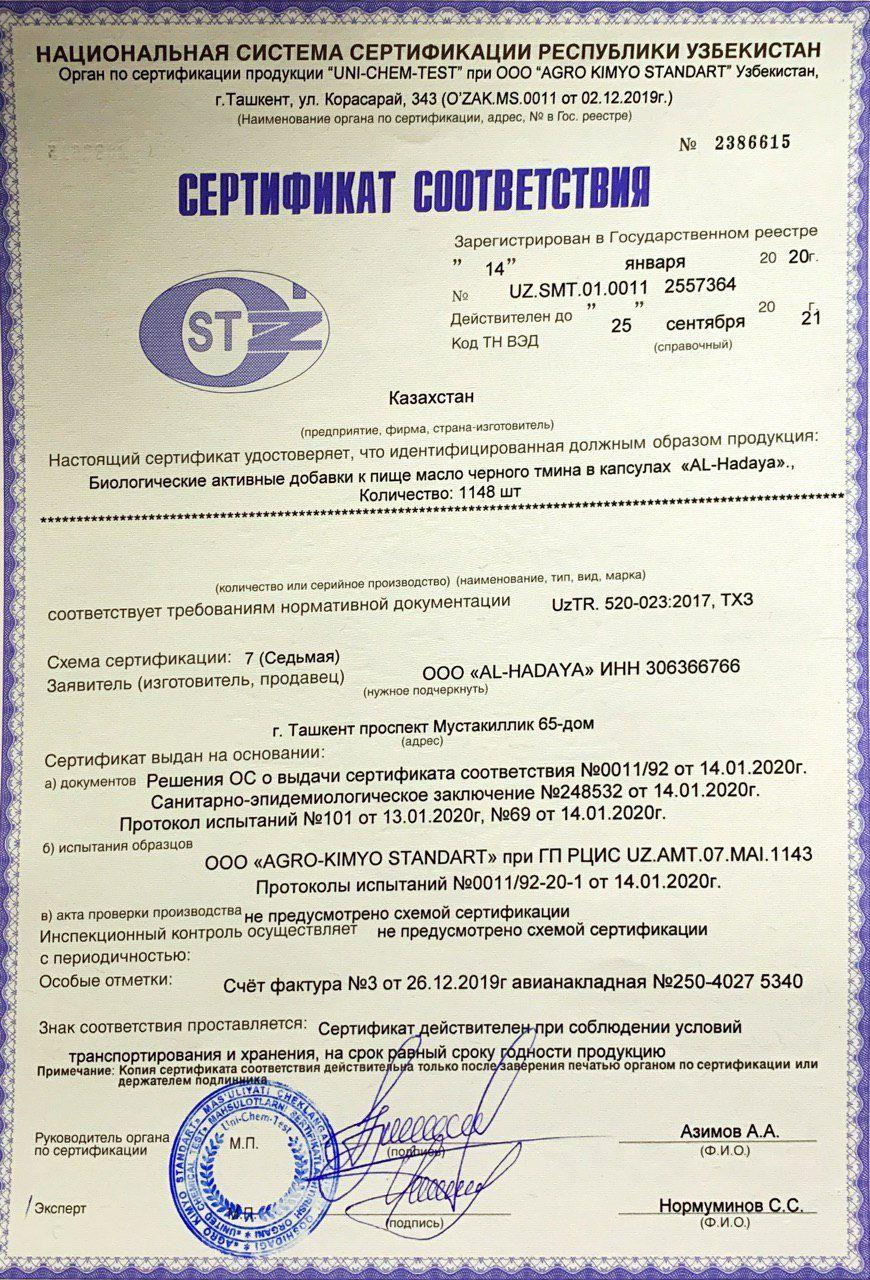 НАЦИОНАЛЬНАЯ СИСТЕМА СЕРТИФИКАЦИИ РЕСПУБЛИКИ УЗБЕКИСТАН
Орган по сертификации продукции "UNI-CHEM-TEST" при ООО "AGRO KIMYO STANDART" Узбекистан,
г.Ташкент, ул. Корасарай, 343 (O'ZAK.MS.0011 от 02.12.2019г.)
(Наименование органа по сертификации, адрес, № в Гос. реестре)
№ 2386615
СЕРТИФИКАТ СООТВЕТСТВИЯ
Зарегистрирован в Государственном реестре
" 14" января 20 20г.
№ UZ.SMT.01.0011 2557364
Действителен до " 25 " сентября 20 21 г.
Код ТН ВЭД (справочный)
ST
Казахстан
(предприятие, фирма, страна-изготовитель)
Настоящий сертификат удостоверяет, что идентифицированная должным образом продукция:
Биологические активные добавки к пище масло черного тмина в капсулах «AL-Hadaya».,
Количество: 1148 шт
(количество или серийное производство) (наименование, тип, вид, марка)
соответствует требованиям нормативной документации UzTR. 520-023:2017, ТХЗ
Схема сертификации: 7 (Седьмая)
Заявитель (изготовитель, продавец) ООО «AL-HADAYA» ИНН 306366766
(нужное подчеркнуть)
г. Ташкент проспект Мустакиллик 65-дом
(адрес)
Сертификат выдан на основании:
а) документов Решения ОС о выдачи сертификата соответствия №0011/92 от 14.01.2020г.
Санитарно-эпидемиологическое заключение №248532 от 14.01.2020г.
Протокол испытаний №101 от 13.01.2020г, №69 от 14.01.2020г.
б) испытания образцов
ООО «AGRO-KIMYO STANDART» при ГП РЦИС UZ.AMT.07.MAI.1143
Протоколы испытаний №0011/92-20-1 от 14.01.2020г.
в) акта проверки производства не предусмотрено схемой сертификации
Инспекционный контроль осуществляет не предусмотрено схемой сертификации
с периодичностью:
Особые отметки: Счёт фактура №3 от 26.12.2019г авианакладная №250-4027 5340
Знак соответствия проставляется: Сертификат действителен при соблюдении условий
транспортирования и хранения, на срок равный сроку годности продукцию
Примечание: Копия сертификата соответствия действительна только после заверения печатью органом по сертификации или
держателем подлинника
Руководитель органа
по сертификации
М.П.
(подпись)
Азимов А.А.
(Ф.И.О.)
Эксперт
М.П.
(подпись)
Нормуминов С.С.
(Ф.И.О.)
Uni-Chem-Test